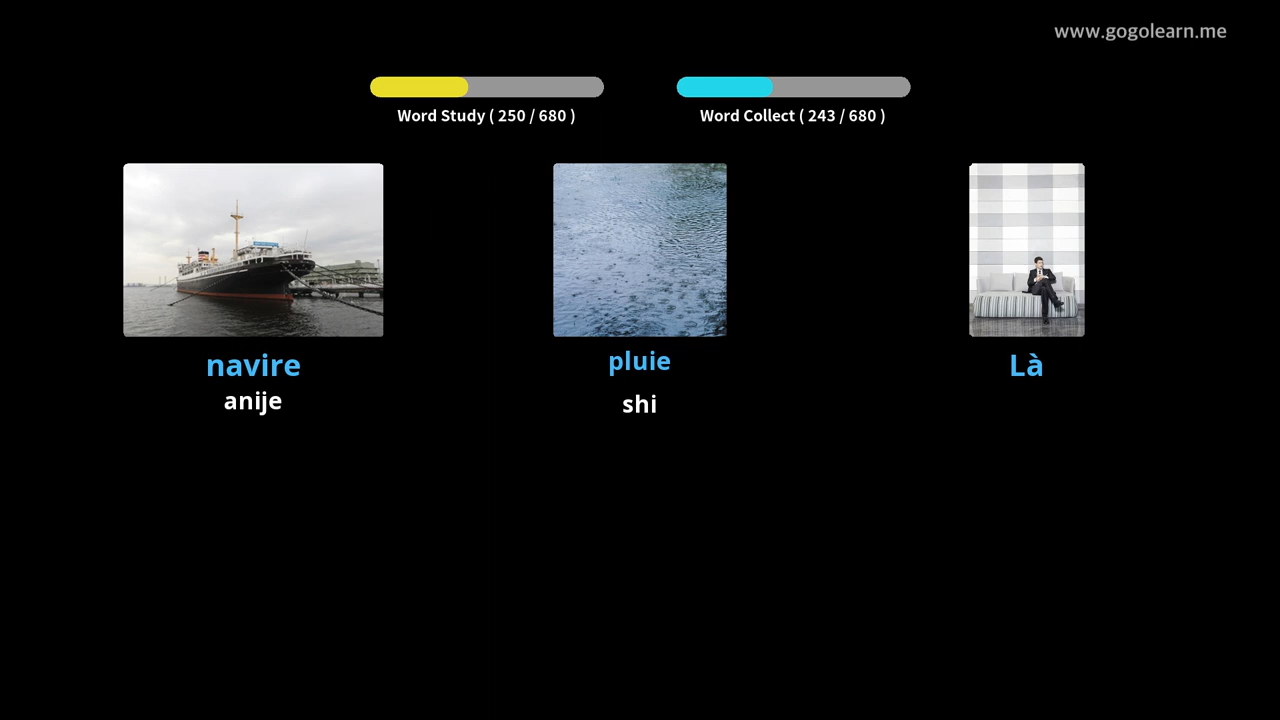 www.gogolearn.me
Word Study ( 250 / 680 )
Word Collect ( 243 / 680 )
navire
anije
pluie
shi
Là